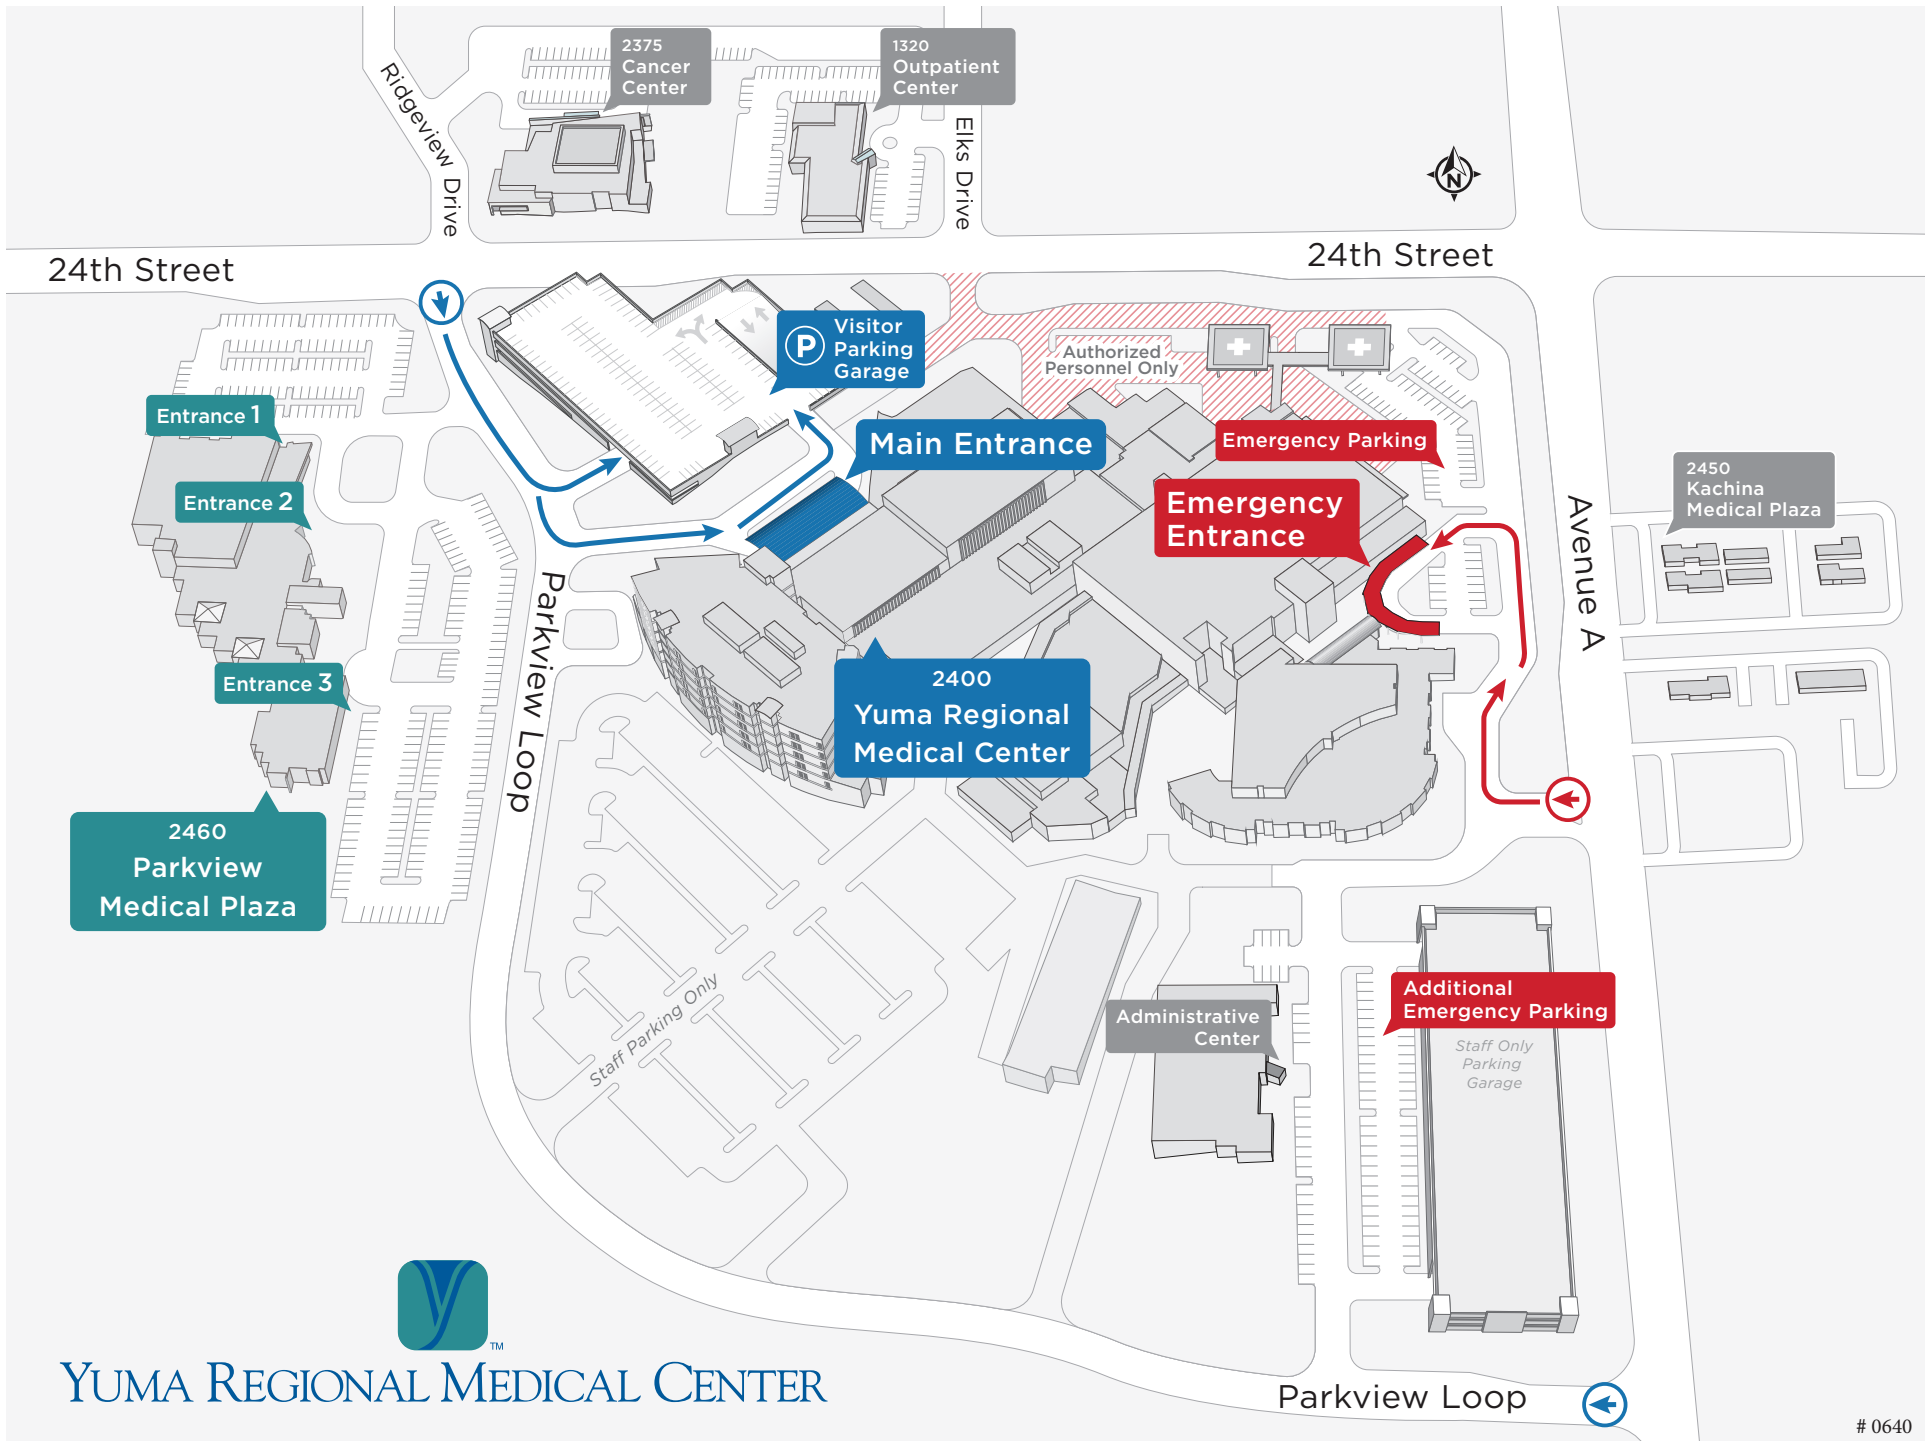 2375
Cancer
Center
1320
Outpatient
Center
Ridgeview Drive
Elks Drive
N
24th Street
24th Street
P
Visitor
Parking
Garage
Authorized
Personnel Only
Entrance 1
Main Entrance
Emergency Parking
Entrance 2
Emergency
Entrance
2450
Kachina
Medical Plaza
Avenue A
Parkview Loop
Entrance 3
2400
Yuma Regional
Medical Center
2460
Parkview
Medical Plaza
Staff Parking Only
Administrative
Center
Additional
Emergency Parking
Staff Only
Parking
Garage
TM
YUMA REGIONAL MEDICAL CENTER
Parkview Loop
# 0640